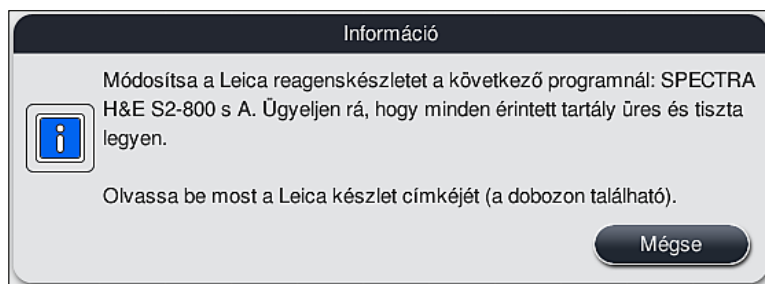 Információ
Módosítsa a Leica reagenskészletet a következő programnál: SPECTRA
H&E S2-800 s A. Ügyeljen rá, hogy minden érintett tartály üres és tiszta
legyen.
Olvassa be most a Leica készlet címkéjét (a dobozon található).
Mégse